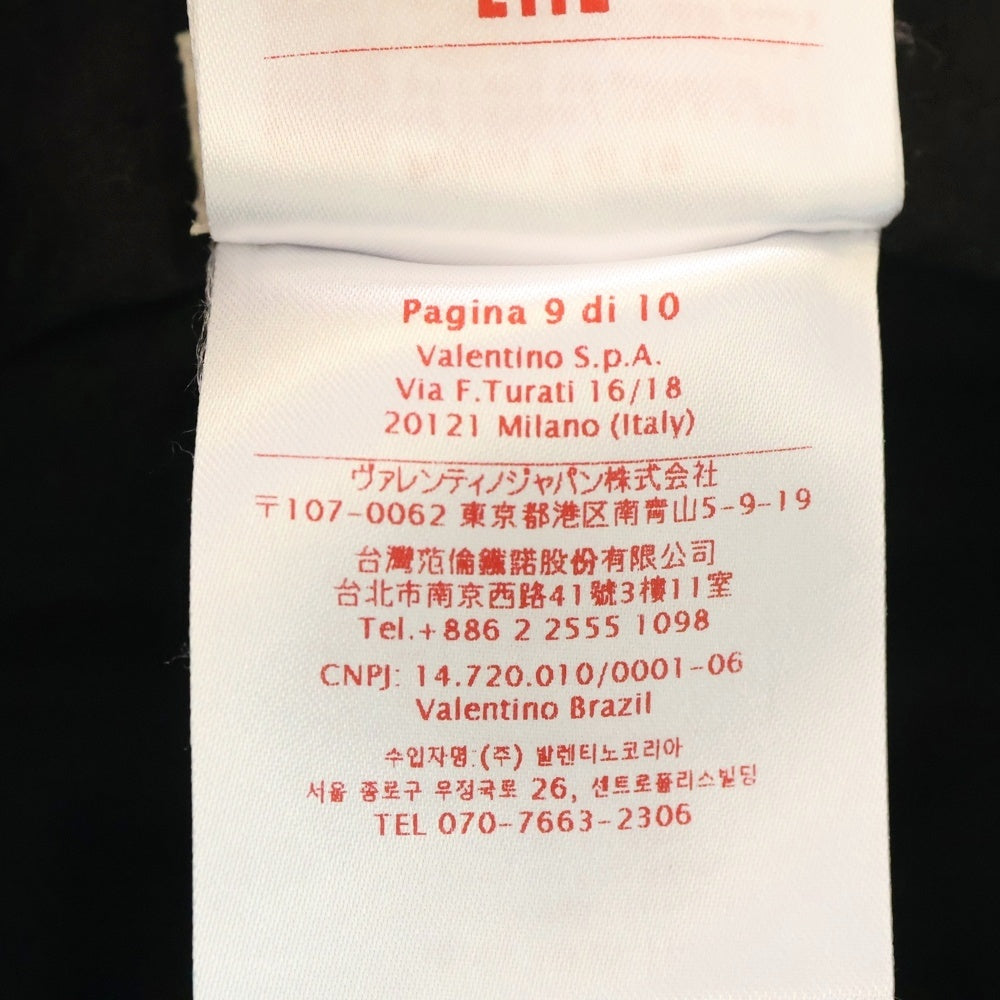 Pagina 9 di 10
Valentino S.p.A.
Via F.Turati 16/18
20121 Milano (Italy)
ヴァレンティノジャパン株式会社
〒107-0062 東京都港区南青山5-9-19
台灣范倫鐵諾股份有限公司
台北市南京西路41號3樓11室
Tel.+886 2 2555 1098
CNPJ: 14.720.010/0001-06
Valentino Brazil
수입자명:(주) 발렌티노코리아
서울 종로구 우정국로 26, 센트로폴리스빌딩
TEL 070-7663-2306